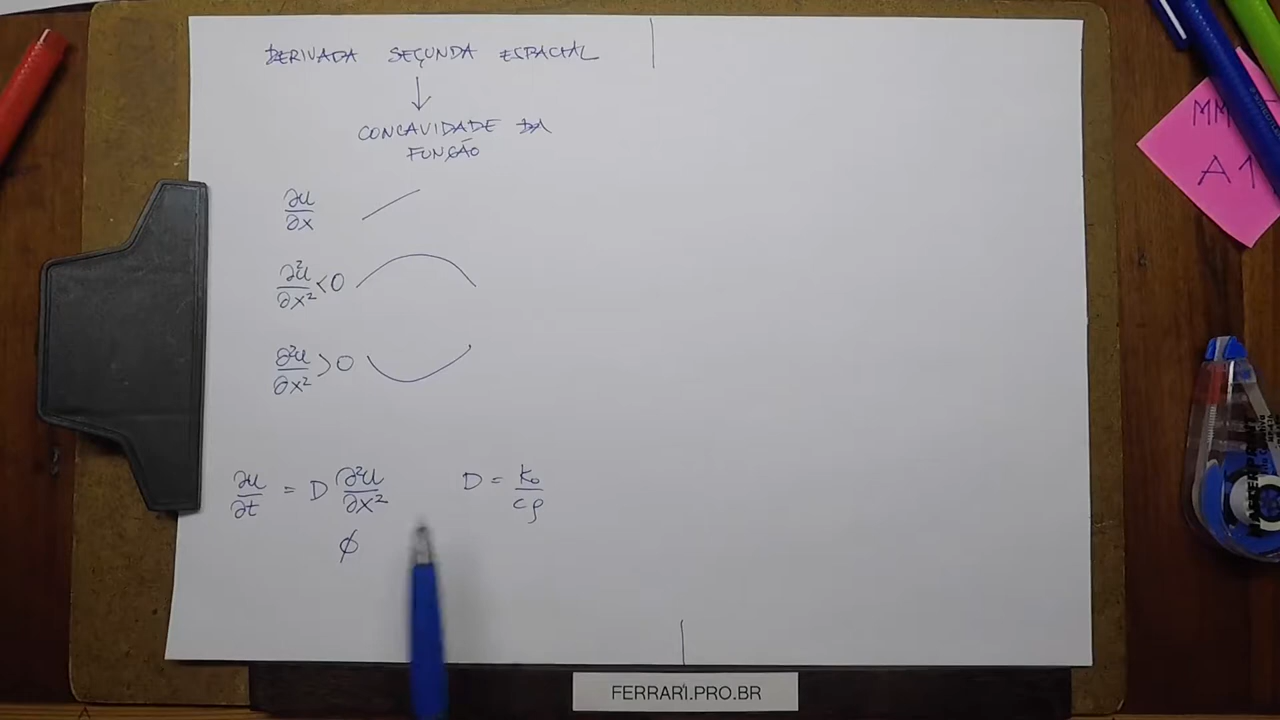 DERIVADA SEGUNDA ESPACIAL
↓
CONCAVIDADE DA
FUNÇÃO
∂u/∂x
∂²u/∂x² < 0
∂²u/∂x² > 0
∂u/∂t = D ∂²u/∂x²    D = K₀/cρ
∅
A1
FERRARI.PRO.BR